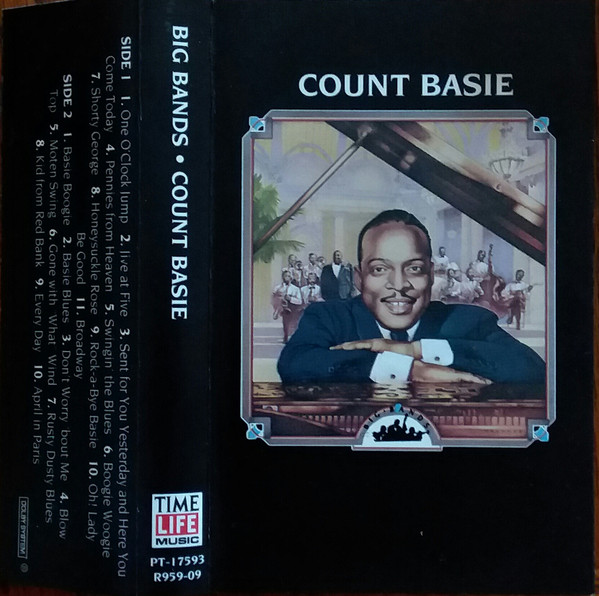 SIDE 1 1. One O'Clock Jump 2. Jive at Five 3. Sent for You Yesterday and Here You
Come Today 4. Pennies from Heaven 5. Swingin' the Blues 6. Boogie Woogie
7. Shorty George 8. Honeysuckle Rose 9. Rock-a-Bye Basie 10. Oh! Lady
Be Good 11. Broadway
SIDE 2 1. Basie Boogie 2. Basie Blues 3. Don't Worry 'bout Me 4. Blow
Top 5. Moten Swing 6. Gone with What Wind 7. Rusty Dusty Blues
8. Kid from Red Bank 9. Every Day 10. April in Paris
DOLBY SYSTEM
BIG BANDS • COUNT BASIE
TIME
LIFE
MUSIC
PT-17593
R959-09
COUNT BASIE
BIG BANDS